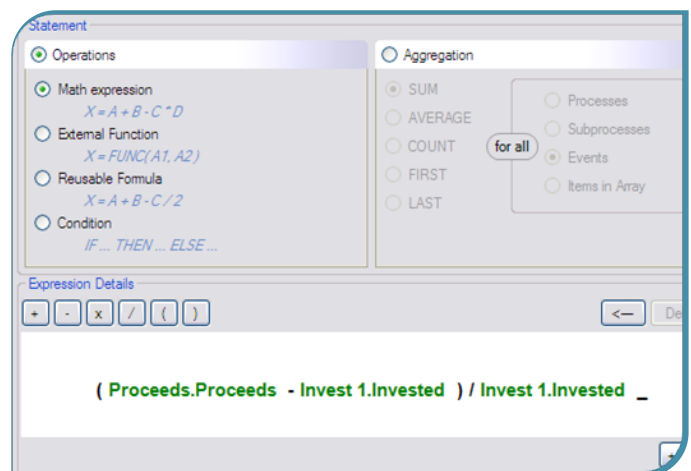 Statement
Operations
Math expression
X = A + B - C * D
External Function
X = FUNC( A1, A2 )
Reusable Formula
X = A + B - C / 2
Condition
IF ... THEN ... ELSE ...
Aggregation
SUM
AVERAGE
COUNT
FIRST
LAST
for all
Processes
Subprocesses
Events
Items in Array
Expression Details
+ - x / ( )
<— De
( Proceeds.Proceeds - Invest 1.Invested ) / Invest 1.Invested _
+